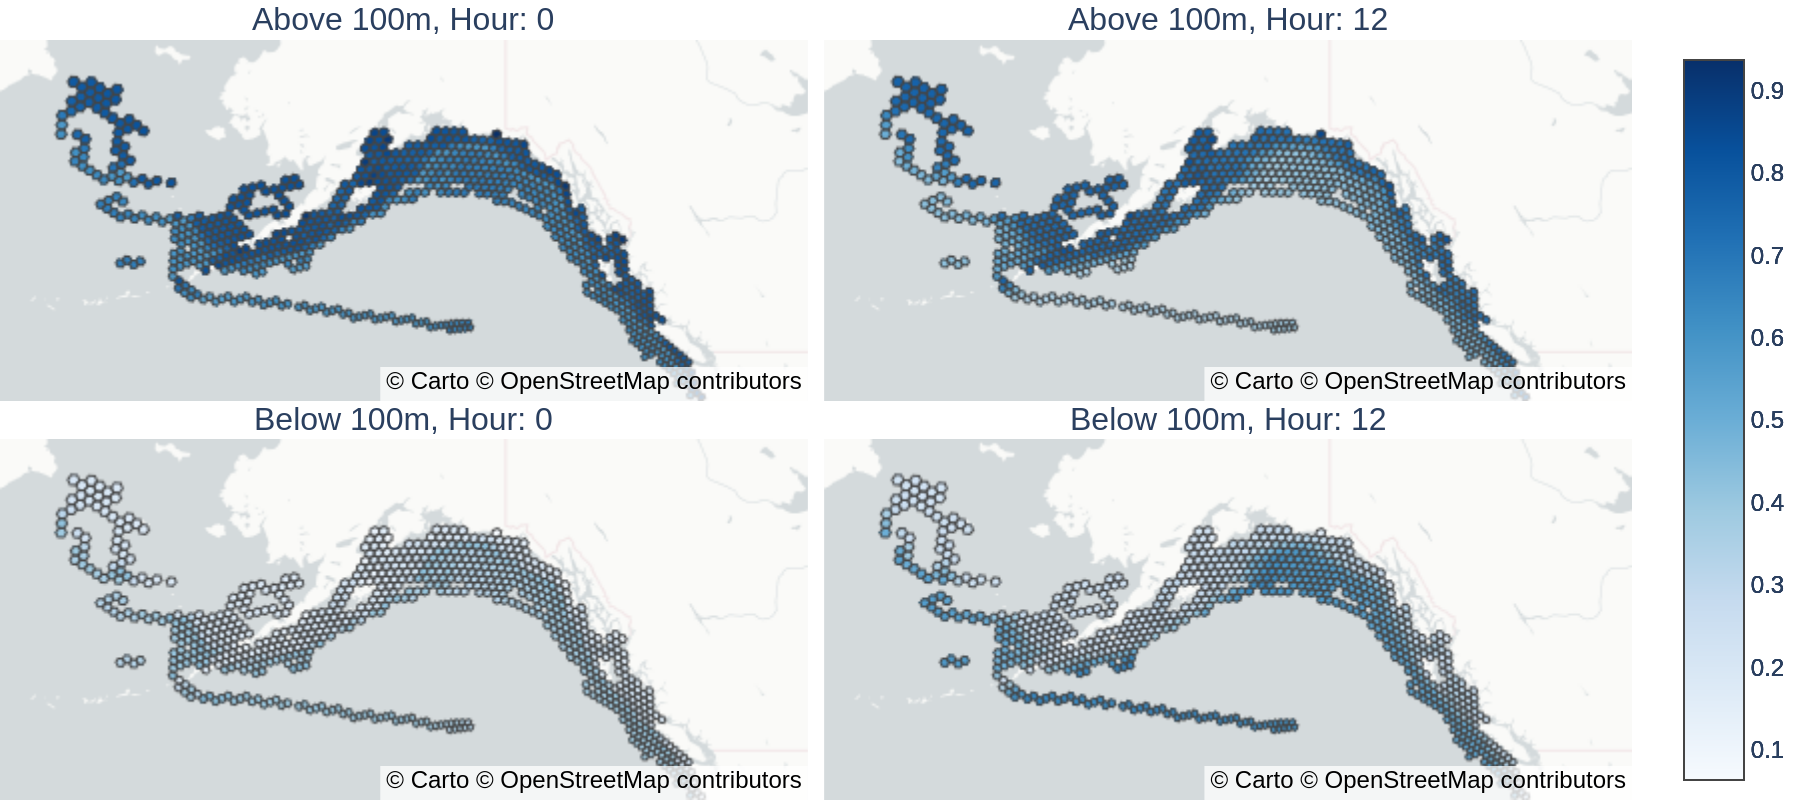 Above 100m, Hour: 0
Above 100m, Hour: 12
© Carto © OpenStreetMap contributors
© Carto © OpenStreetMap contributors
Below 100m, Hour: 0
Below 100m, Hour: 12
© Carto © OpenStreetMap contributors
© Carto © OpenStreetMap contributors
0.9
0.8
0.7
0.6
0.5
0.4
0.3
0.2
0.1